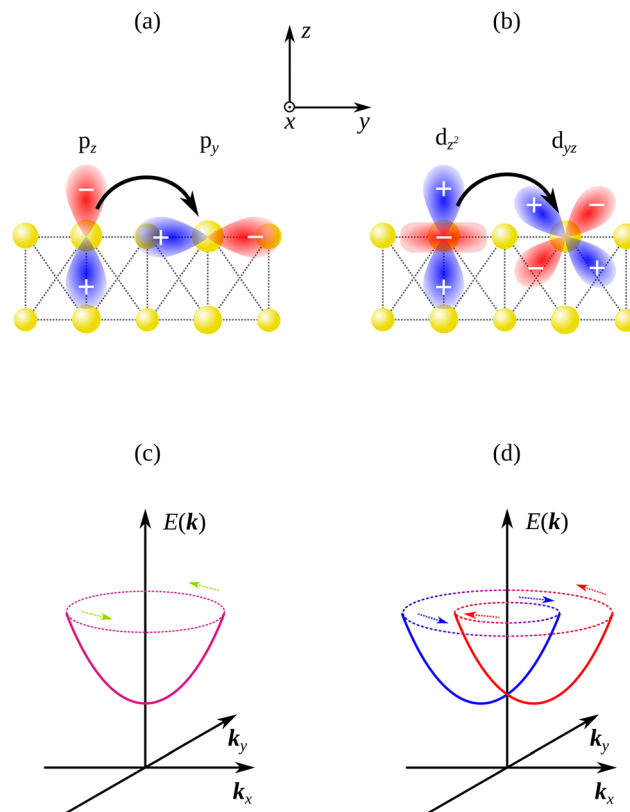 (a)
(b)
z
x
y
p_z
p_y
d_z²
d_yz
−
+
+
−
+
−
+
+
−
−
+
(c)
(d)
E(k)
E(k)
k_y
k_y
k_x
k_x